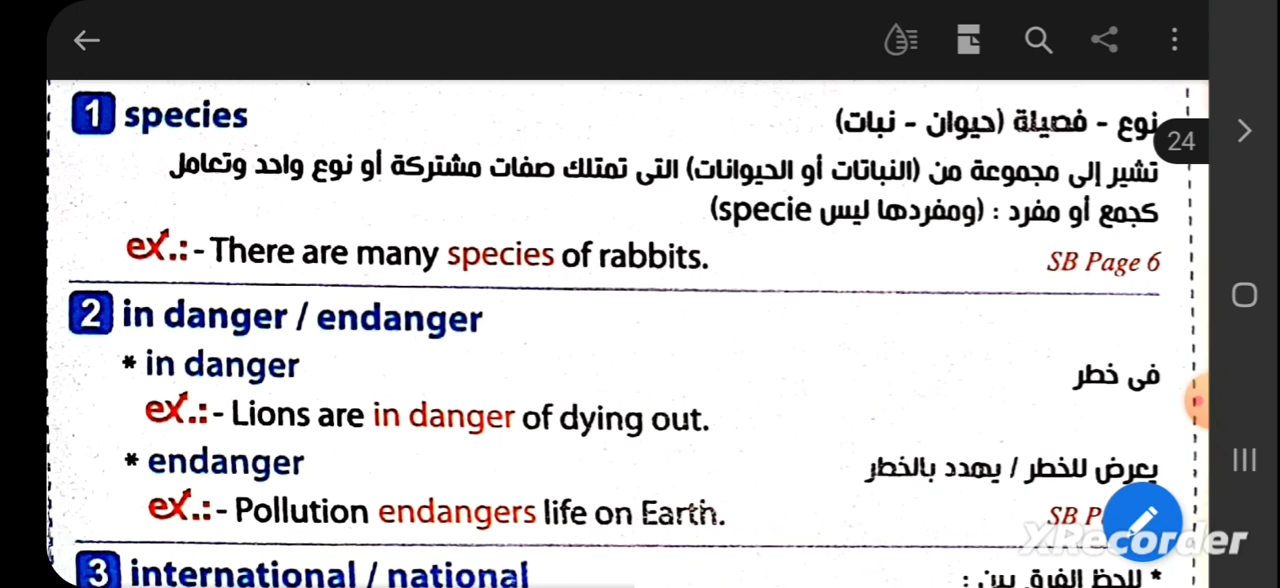 1 species نوع - فصيلة (حيوان - نبات)
24
تشير إلى مجموعة من (النباتات أو الحيوانات) التى تمتلك صفات مشتركة أو نوع واحد وتعامل
كجمع أو مفرد : (ومفردها ليس specie)
ex.:- There are many species of rabbits. SB Page 6
2 in danger / endanger
* in danger فى خطر
ex.:- Lions are in danger of dying out.
* endanger يعرض للخطر / يهدد بالخطر
ex.:- Pollution endangers life on Earth. SB
XRecorder
3 international / national * لاحظ الفرق بين :